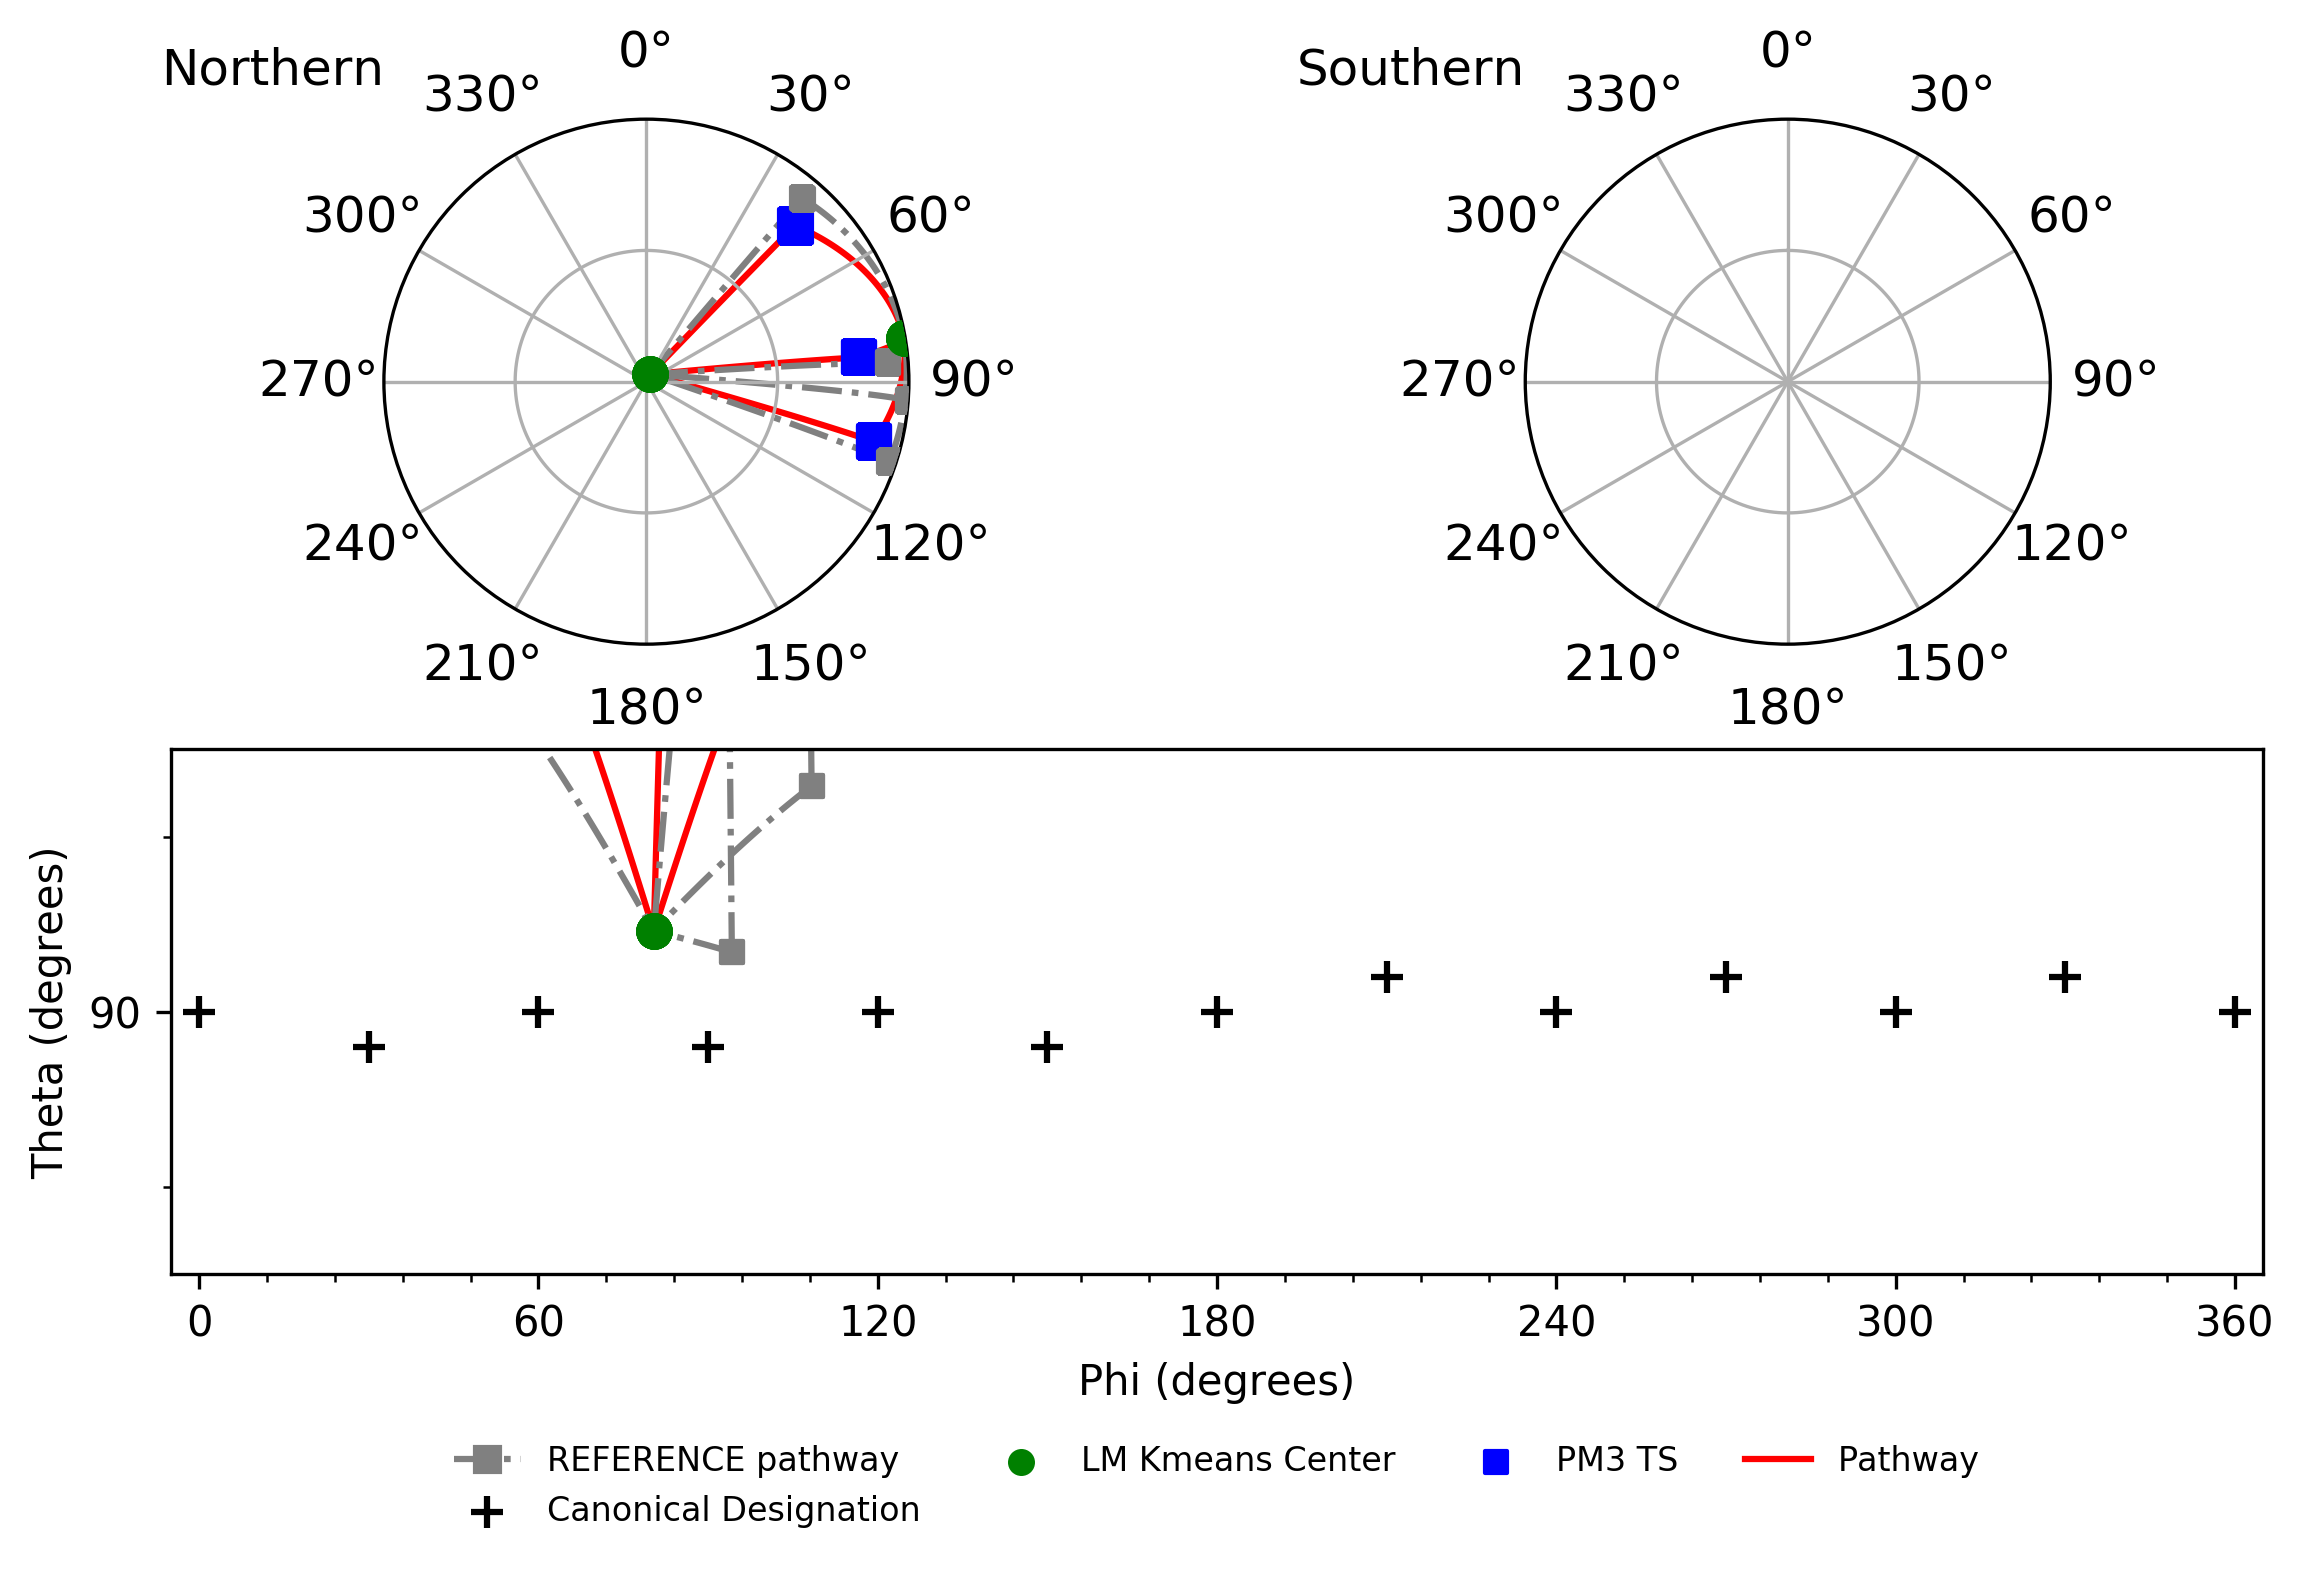 Northern
0°
330°
30°
300°
60°
270°
90°
240°
120°
210°
150°
180°
Southern
0°
330°
30°
300°
60°
270°
90°
240°
120°
210°
150°
180°
Theta (degrees)
90
0 60 120 180 240 300 360
Phi (degrees)
REFERENCE pathway
Canonical Designation
LM Kmeans Center
PM3 TS
Pathway